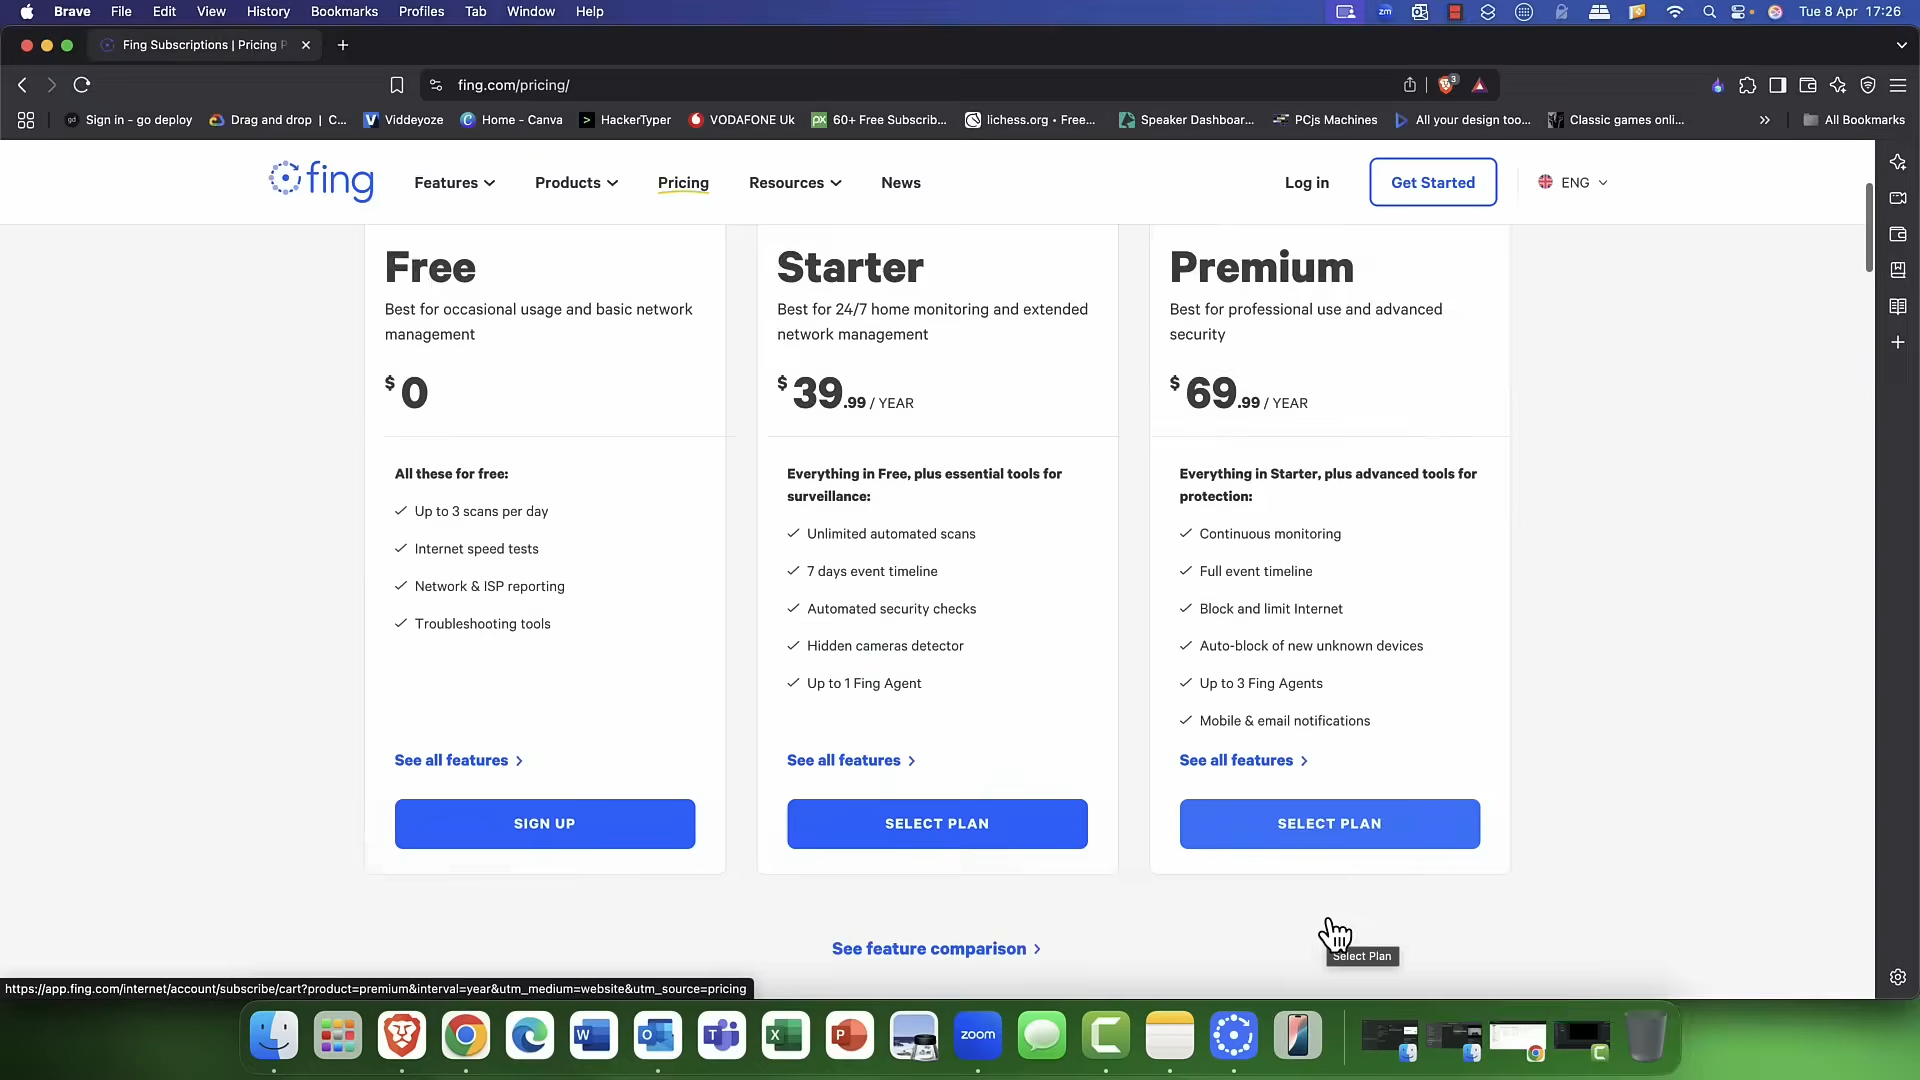 Brave File Edit View History Bookmarks Profiles Tab Window Help
zm
Tue 8 Apr 17:26
Fing Subscriptions | Pricing P
fing.com/pricing/
3
gd Sign in - go deploy
Drag and drop | C...
V Viddeyoze
C Home - Canva
> HackerTyper
VODAFONE Uk
px 60+ Free Subscrib...
lichess.org • Free...
Speaker Dashboar...
PCjs Machines
All your design too...
Classic games onli...
All Bookmarks
fing
Features
Products
Pricing
Resources
News
Log in
Get Started
ENG
Free
Best for occasional usage and basic network
management
$0
All these for free:
Up to 3 scans per day
Internet speed tests
Network & ISP reporting
Troubleshooting tools
See all features >
SIGN UP
Starter
Best for 24/7 home monitoring and extended
network management
$39.99 / YEAR
Everything in Free, plus essential tools for
surveillance:
Unlimited automated scans
7 days event timeline
Automated security checks
Hidden cameras detector
Up to 1 Fing Agent
See all features >
SELECT PLAN
Premium
Best for professional use and advanced
security
$69.99 / YEAR
Everything in Starter, plus advanced tools for
protection:
Continuous monitoring
Full event timeline
Block and limit Internet
Auto-block of new unknown devices
Up to 3 Fing Agents
Mobile & email notifications
See all features >
SELECT PLAN
See feature comparison >
Select Plan
https://app.fing.com/internet/account/subscribe/cart?product=premium&interval=year&utm_medium=website&utm_source=pricing
W
O
T
X
P
zoom
C